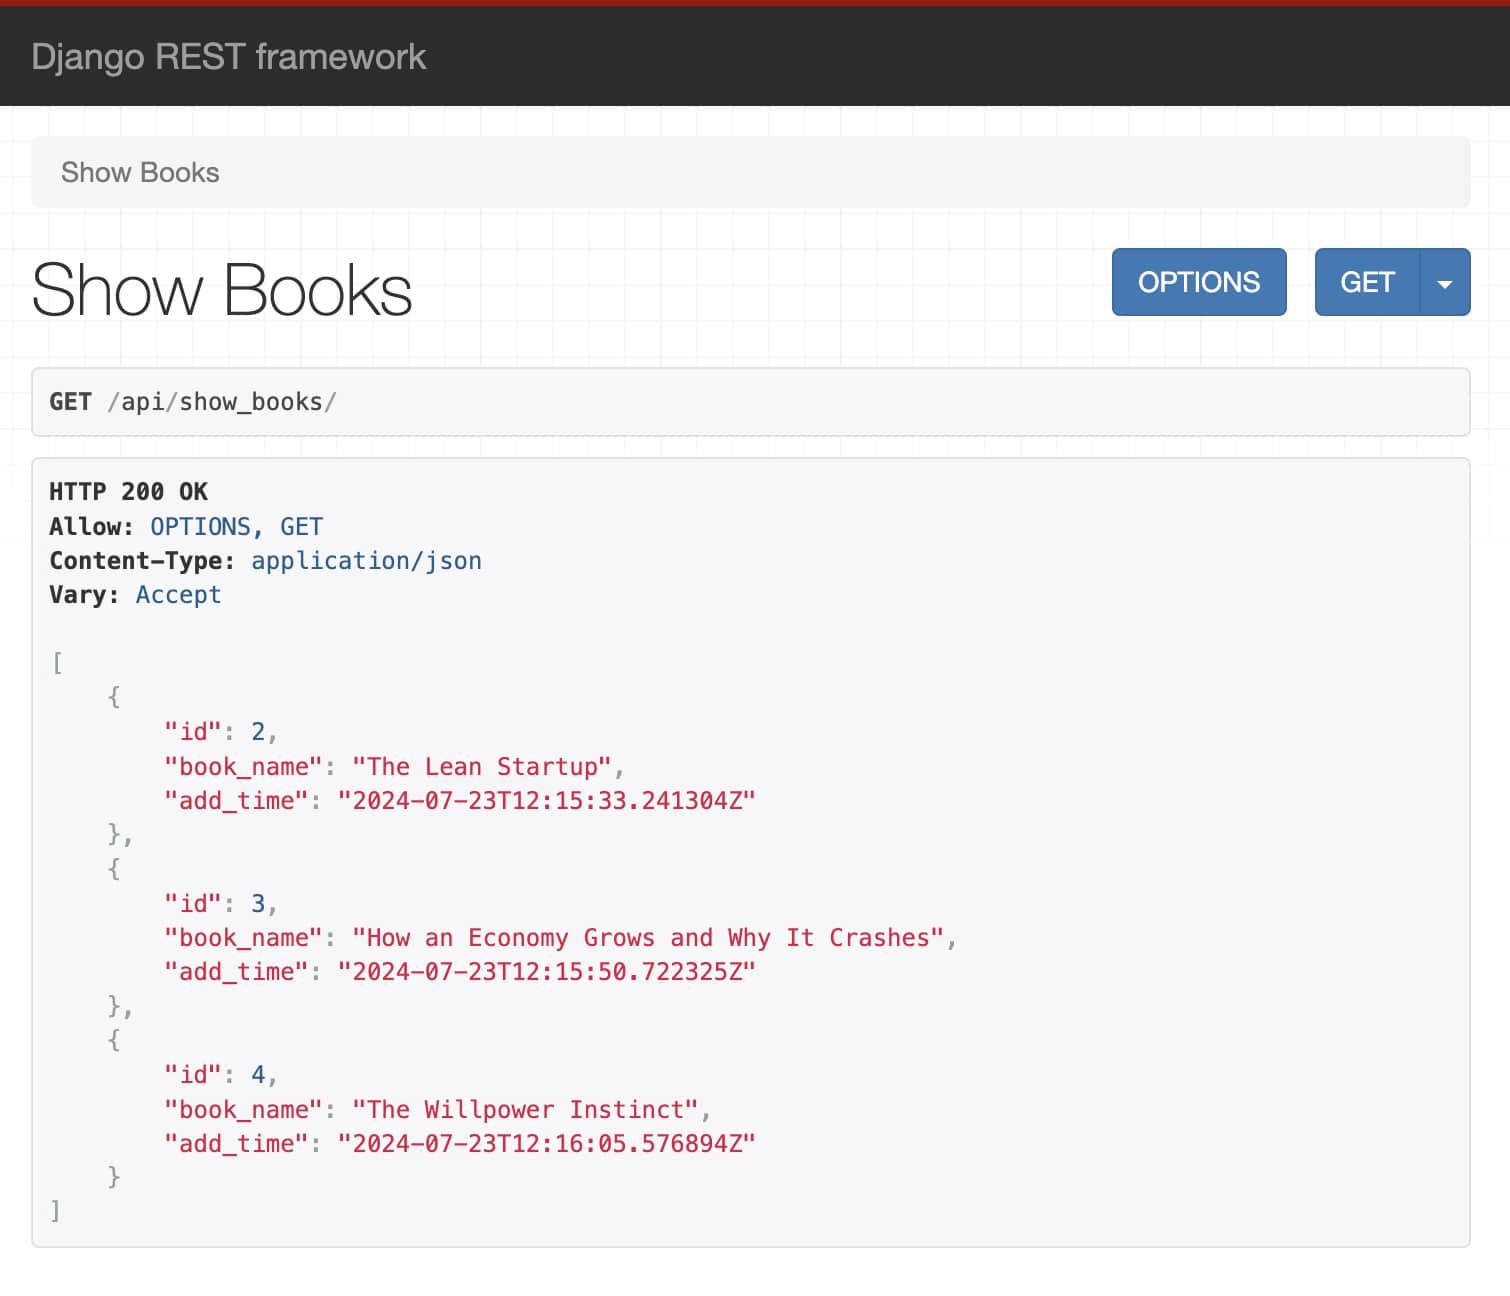 Django REST framework
Show Books
Show Books
OPTIONS
GET
GET /api/show_books/
HTTP 200 OK
Allow: OPTIONS, GET
Content-Type: application/json
Vary: Accept
[
    {
        "id": 2,
        "book_name": "The Lean Startup",
        "add_time": "2024-07-23T12:15:33.241304Z"
    },
    {
        "id": 3,
        "book_name": "How an Economy Grows and Why It Crashes",
        "add_time": "2024-07-23T12:15:50.722325Z"
    },
    {
        "id": 4,
        "book_name": "The Willpower Instinct",
        "add_time": "2024-07-23T12:16:05.576894Z"
    }
]